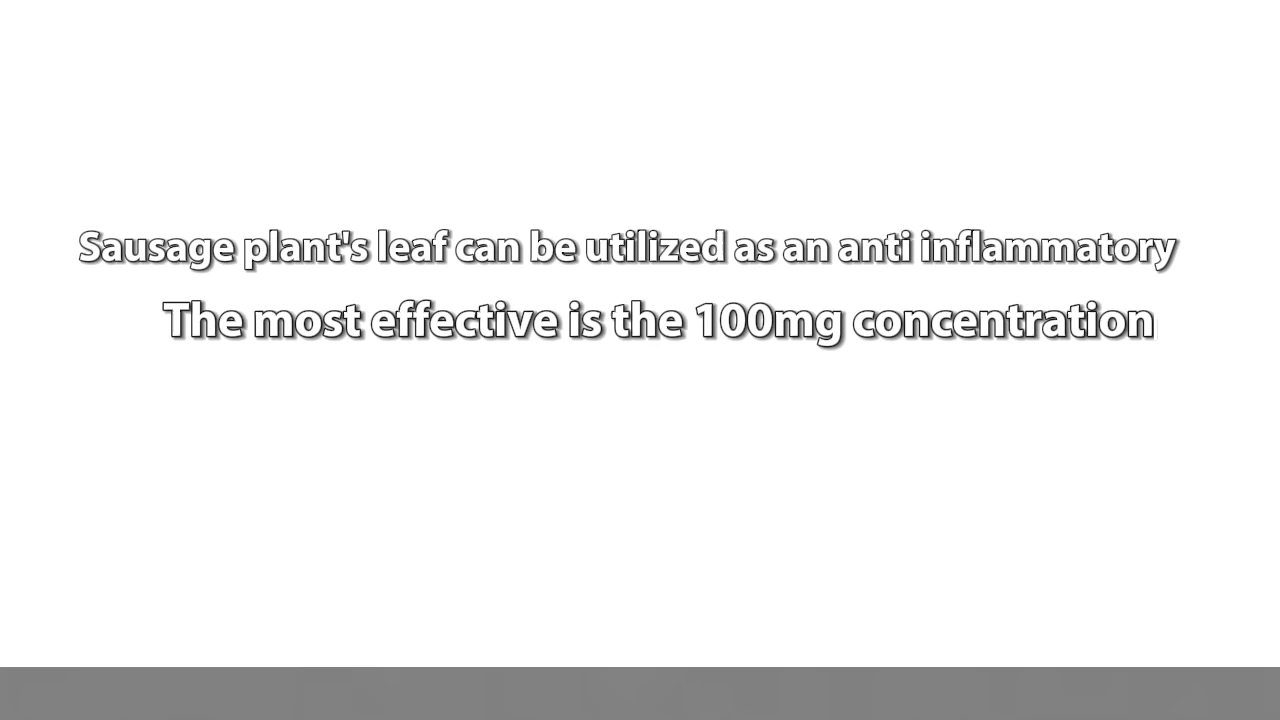 Sausage plant's leaf can be utilized as an anti inflammatory
The most effective is the 100mg concentration